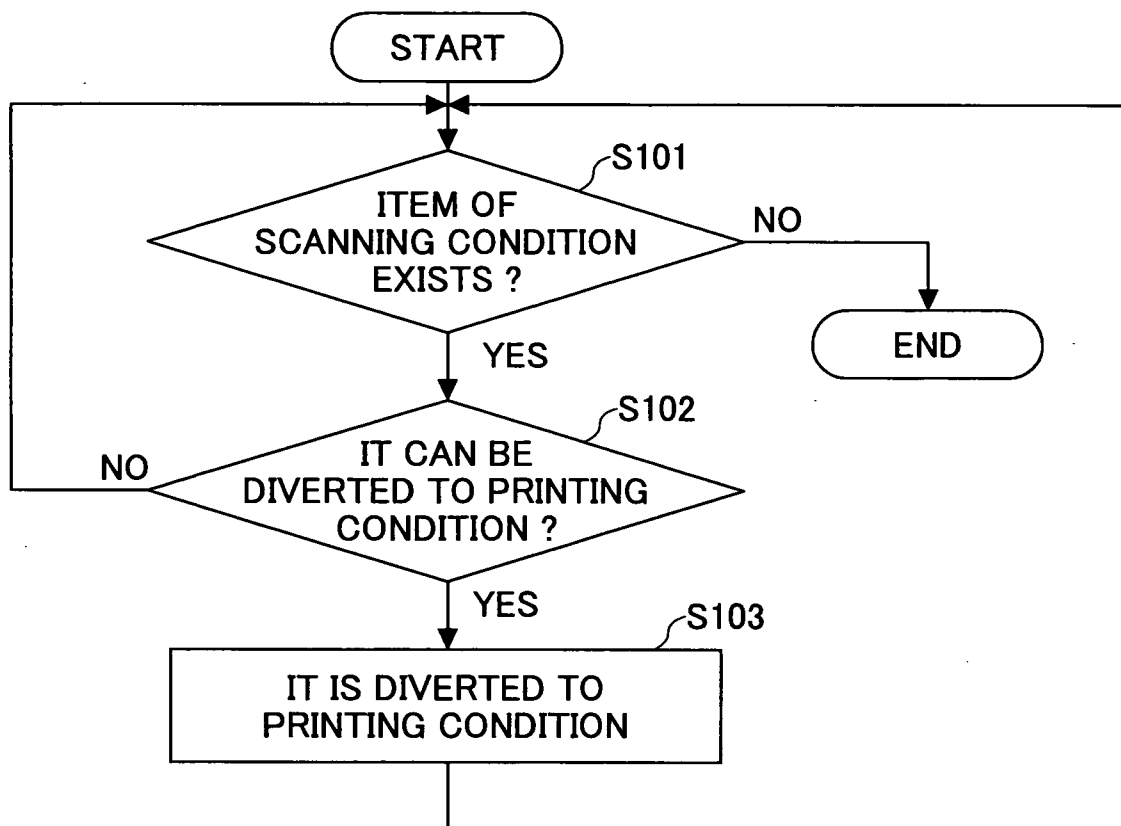 START
S101
ITEM OF
SCANNING CONDITION
EXISTS ?
NO
END
YES
S102
IT CAN BE
DIVERTED TO PRINTING
CONDITION ?
NO
YES
S103
IT IS DIVERTED TO
PRINTING CONDITION